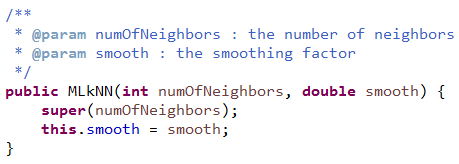 /**
 * @param numOfNeighbors : the number of neighbors
 * @param smooth : the smoothing factor
 */
public MLkNN(int numOfNeighbors, double smooth) {
    super(numOfNeighbors);
    this.smooth = smooth;
}